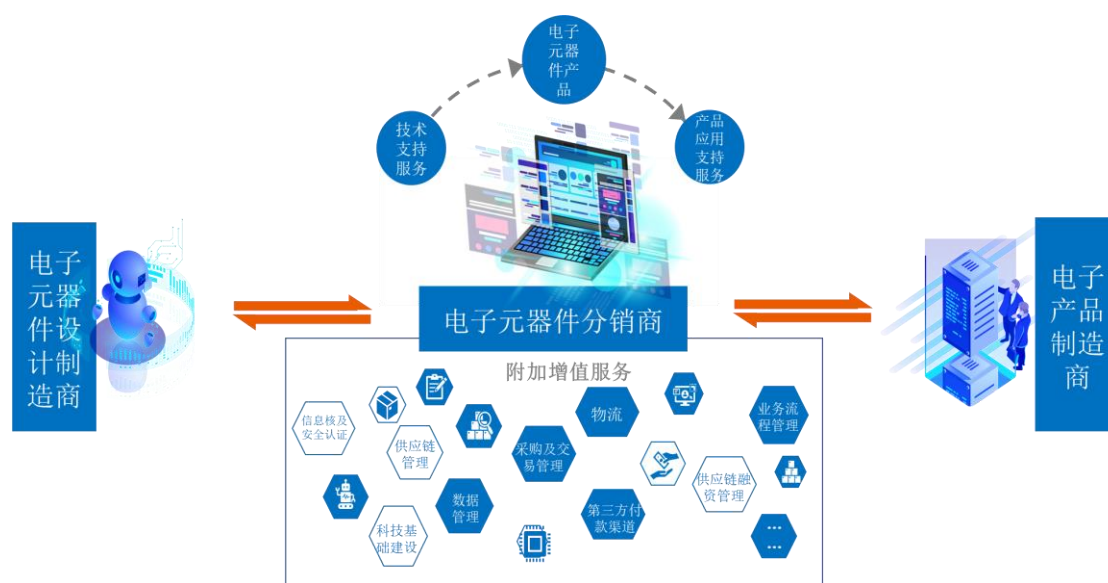 电子
元器
件产
品
技术
支持
服务
产品
应用
支持
服务
电子
元器
件设
计制
造商
电子元器件分销商
电子
产品
制造
商
附加增值服务
信息核及
安全认证
供应链
管理
采购及交
易管理
物流
业务流
程管理
数据
管理
供应链融
资管理
科技基
础建设
第三方付
款渠道
... ...